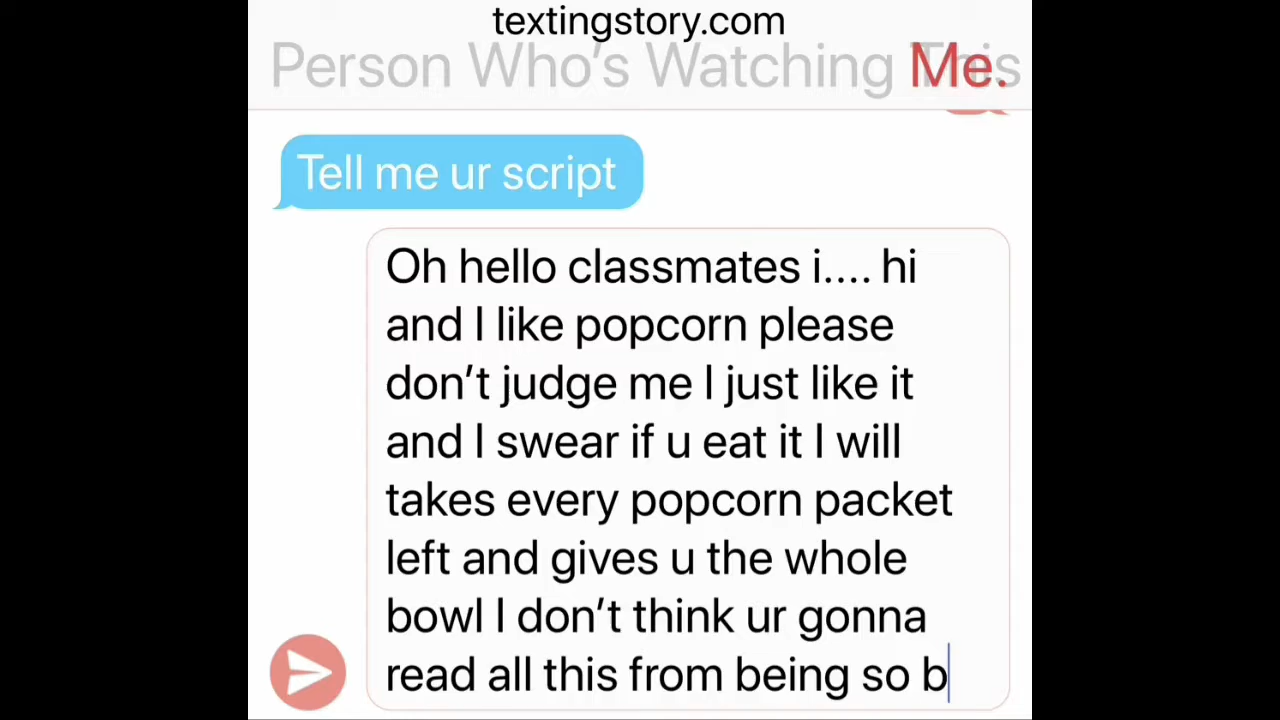 textingstory.com
Person Who's Watching This
Me.
Tell me ur script
Oh hello classmates i.... hi
and I like popcorn please
don't judge me I just like it
and I swear if u eat it I will
takes every popcorn packet
left and gives u the whole
bowl I don't think ur gonna
read all this from being so b